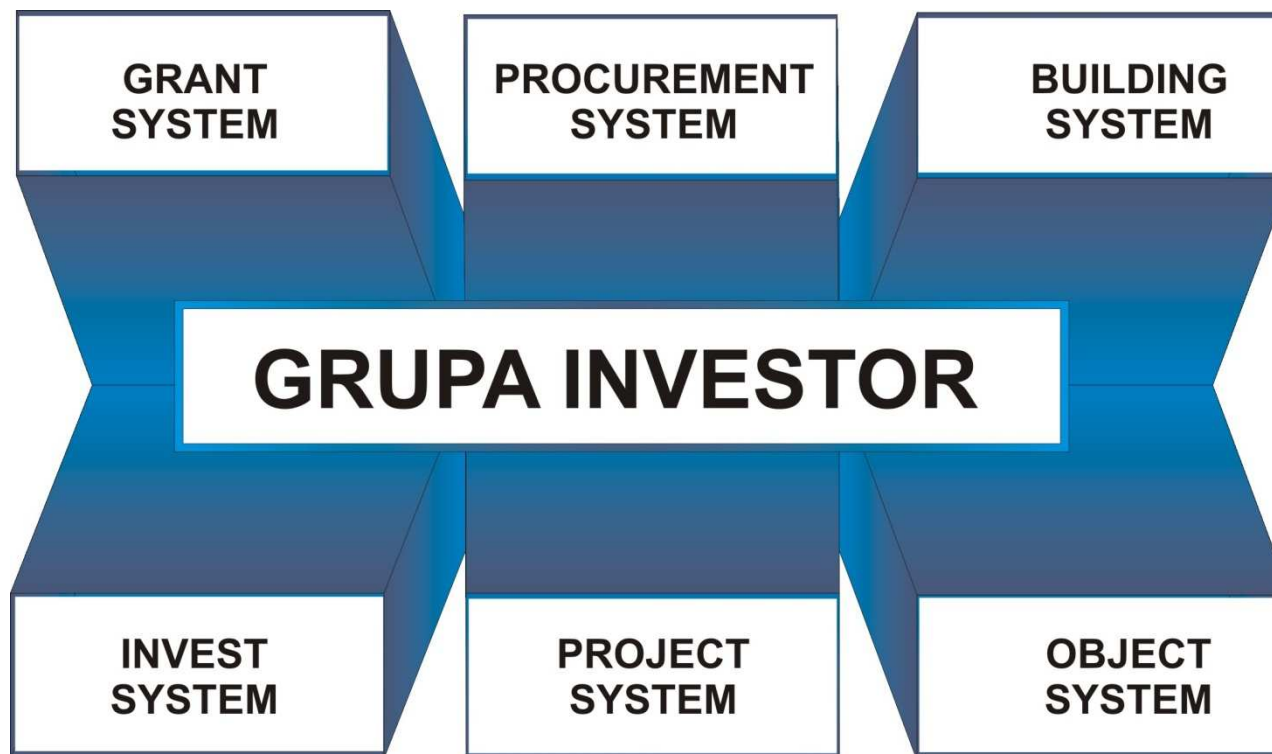 GRANT
SYSTEM
PROCUREMENT
SYSTEM
BUILDING
SYSTEM
GRUPA INVESTOR
INVEST
SYSTEM
PROJECT
SYSTEM
OBJECT
SYSTEM